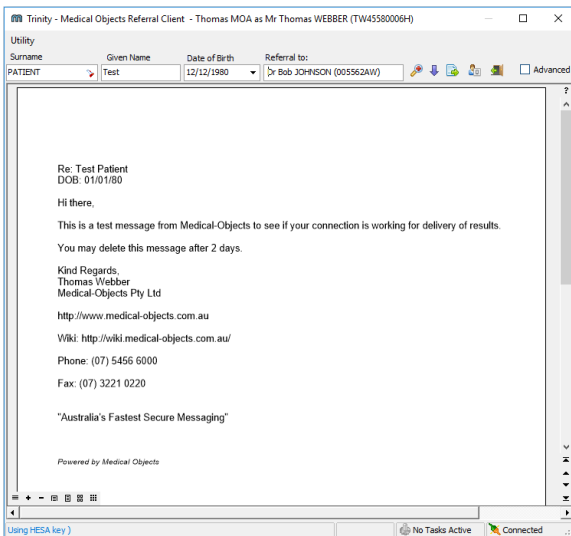 Trinity - Medical Objects Referral Client - Thomas MOA as Mr Thomas WEBBER (TW45580006H)
Utility
Surname Given Name Date of Birth Referral to:
PATIENT Test 12/12/1980 Dr Bob JOHNSON (005562AW) Advanced
?
Re: Test Patient
DOB: 01/01/80
Hi there,
This is a test message from Medical-Objects to see if your connection is working for delivery of results.
You may delete this message after 2 days.
Kind Regards,
Thomas Webber
Medical-Objects Pty Ltd
http://www.medical-objects.com.au
Wiki: http://wiki.medical-objects.com.au/
Phone: (07) 5456 6000
Fax: (07) 3221 0220
"Australia's Fastest Secure Messaging"
Powered by Medical Objects
Using HESA key ) No Tasks Active Connected